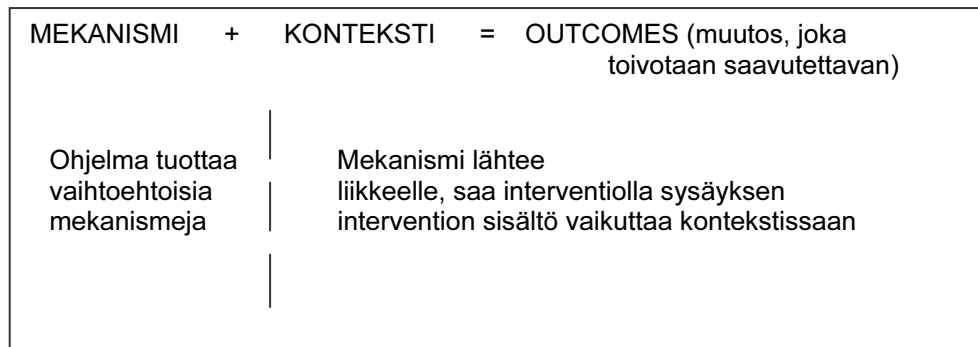 MEKANISMI + KONTEKSTI = OUTCOMES (muutos, joka
toivotaan saavutettavan)
Ohjelma tuottaa
vaihtoehtoisia
mekanismeja
Mekanismi lähtee
liikkeelle, saa interventiolla sysäyksen
intervention sisältö vaikuttaa kontekstissaan